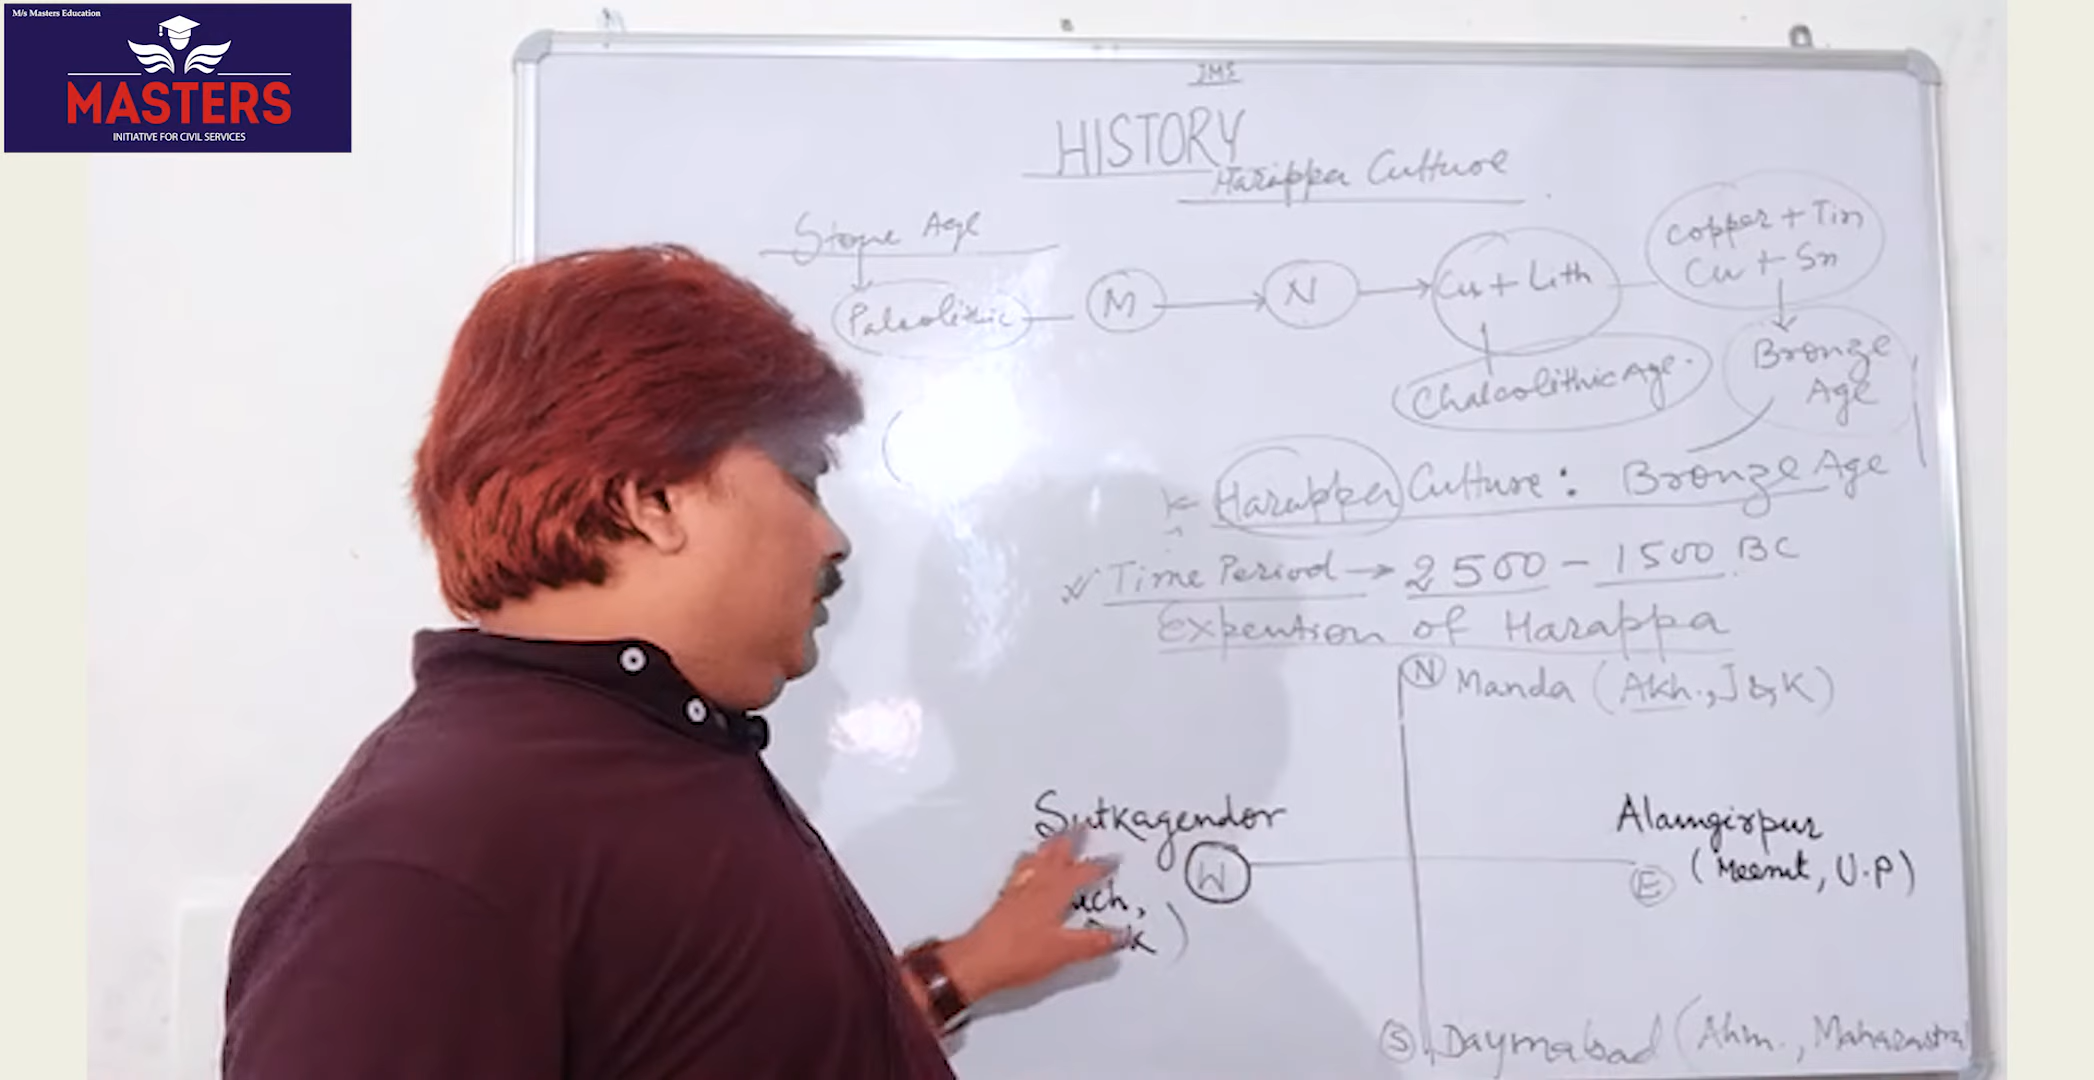 M/s Masters Education
MASTERS
INITIATIVE FOR CIVIL SERVICES
JMS
HISTORY
Harappa Culture
Stone Age
Paleolithic
M
N
Cu + Lith
Copper + Tin
Cu + Sn
Chalcolithic Age.
Bronze
Age
Harappa Culture : Bronze Age
Time Period → 2500 - 1500 BC
Expention of Harappa
N Manda (Akh., J & K)
Sutkagendor
W
Alamgirpur
E (Meerut, U.P)
uch,
k)
S Daymabad (Ahm., Maharastra